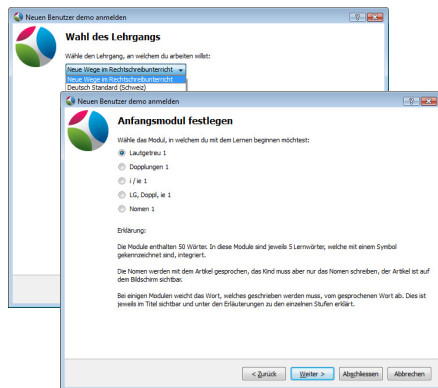 Neuen Benutzer demo anmelden
Wahl des Lehrgangs
Wähle den Lehrgang, an welchem du arbeiten willst:
Neue Wege im Rechtschreibunterricht
Neue Wege im Rechtschreibunterricht
Deutsch Standard (Schweiz)
Neuen Benutzer demo anmelden
Anfangsmodul festlegen
Wähle das Modul, in welchem du mit dem Lernen beginnen möchtest:
Lautgetreu 1
Dopplungen 1
i / ie 1
LG, Doppl, ie 1
Nomen 1
Erklärung:
Die Module enthalten 50 Wörter. In diese Module sind jeweils 5 Lernwörter, welche mit einem Symbol
gekennzeichnet sind, integriert.
Die Nomen werden mit dem Artikel gesprochen, das Kind muss aber nur das Nomen schreiben, der Artikel ist auf
dem Bildschirm sichtbar.
Bei einigen Modulen weicht das Wort, welches geschrieben werden muss, vom gesprochenen Wort ab. Dies ist
jeweils im Titel sichtbar und unter den Erläuterungen zu den einzelnen Stufen erklärt.
< Zurück Weiter > Abschliessen Abbrechen